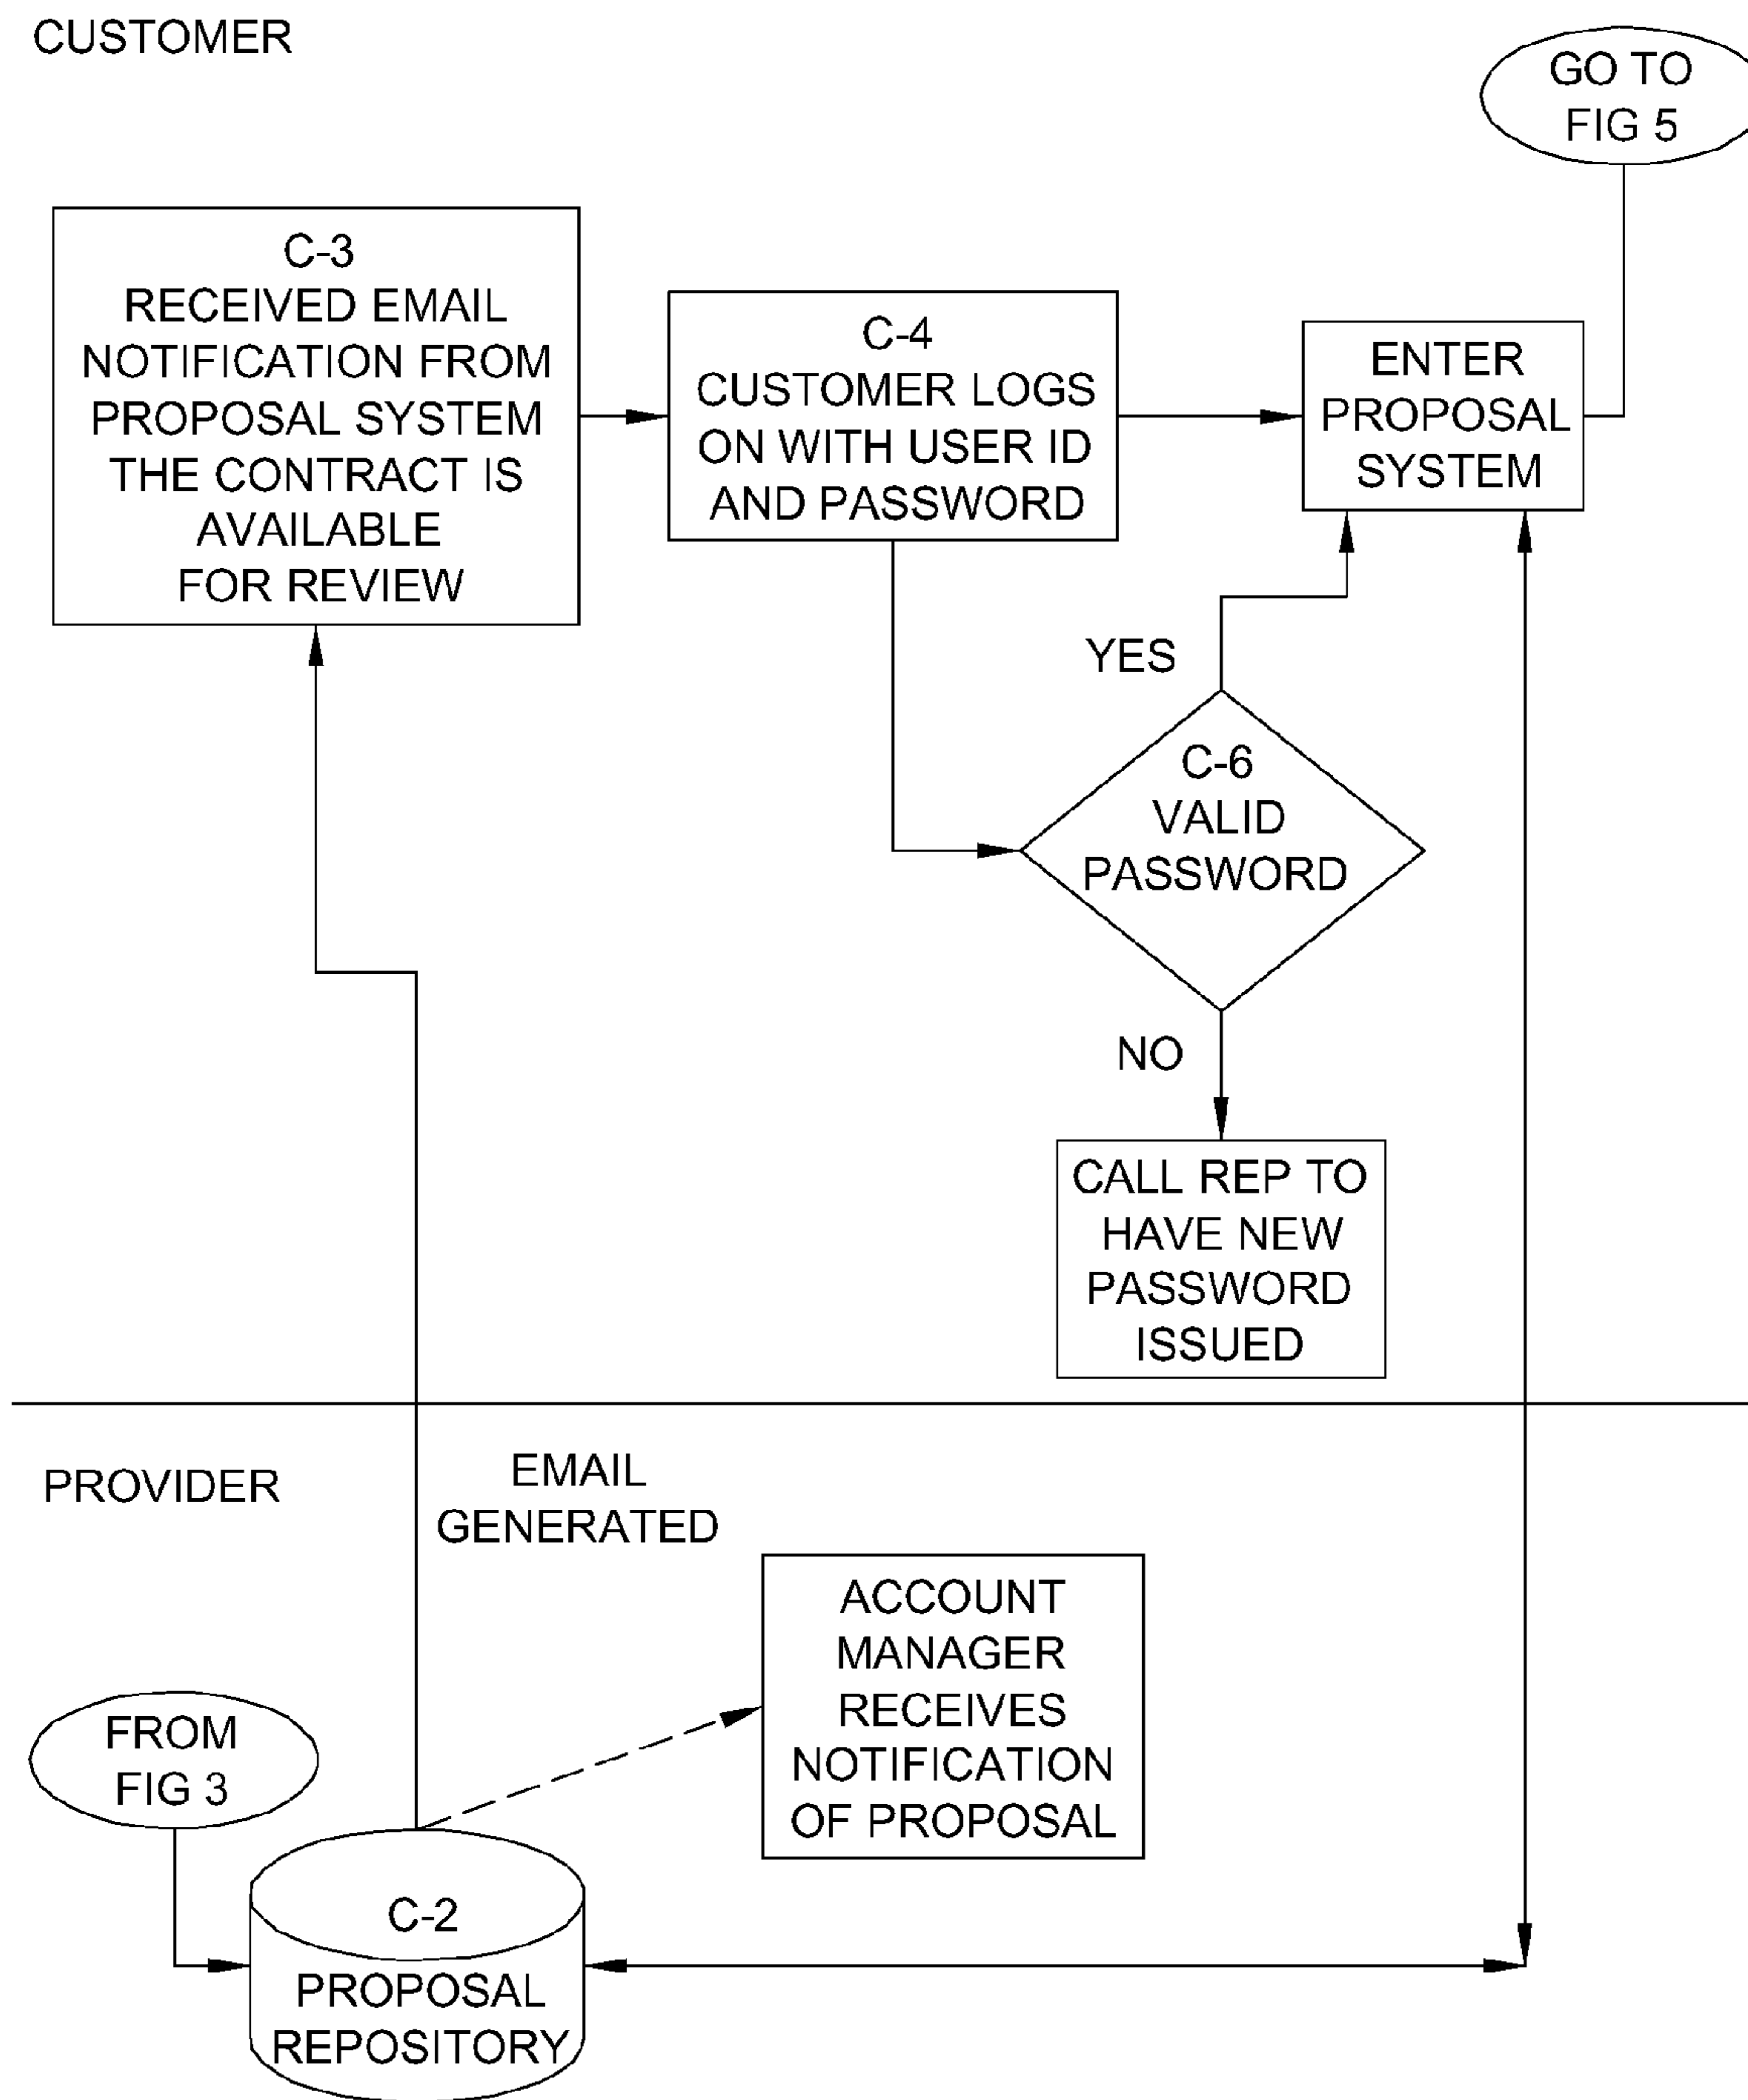 CUSTOMER
GO TO
FIG 5
C-3
RECEIVED EMAIL
NOTIFICATION FROM
PROPOSAL SYSTEM
THE CONTRACT IS
AVAILABLE
FOR REVIEW
C-4
CUSTOMER LOGS
ON WITH USER ID
AND PASSWORD
ENTER
PROPOSAL
SYSTEM
YES
C-6
VALID
PASSWORD
NO
CALL REP TO
HAVE NEW
PASSWORD
ISSUED
PROVIDER
EMAIL
GENERATED
ACCOUNT
MANAGER
RECEIVES
NOTIFICATION
OF PROPOSAL
FROM
FIG 3
C-2
PROPOSAL
REPOSITORY